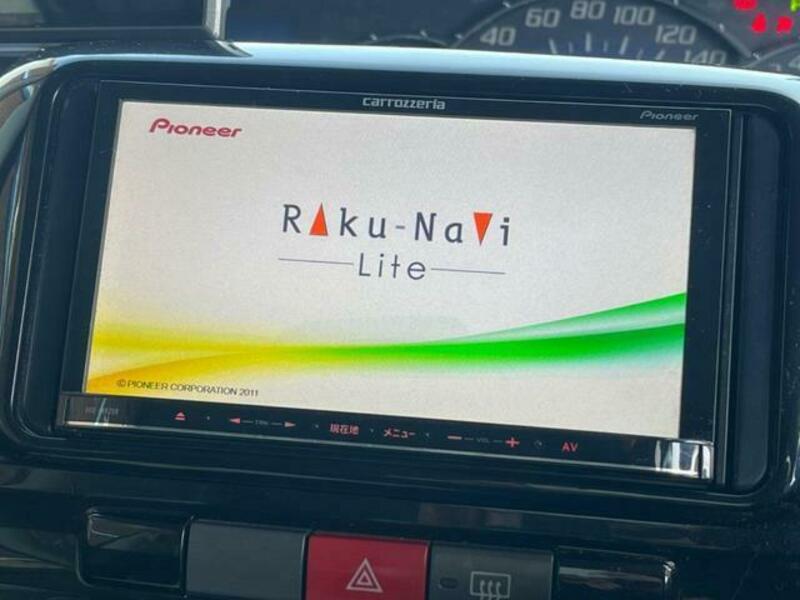 40 60 80 100 120 140
carrozzeria
Pioneer
Pioneer
RAku-NaVi
Lite
© PIONEER CORPORATION 2011
TRK
現在地
メニュー
VOL
AV